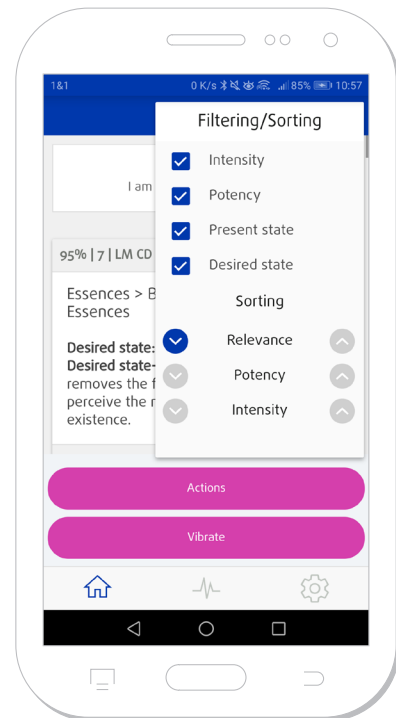 1&1 0 K/s 85% 10:57
Filtering/Sorting
Intensity
Potency
Present state
Desired state
Sorting
Relevance
Potency
Intensity
I am
95% | 7 | LM CD
Essences > B
Essences
Desired state:
Desired state-
removes the f
perceive the r
existence.
Actions
Vibrate